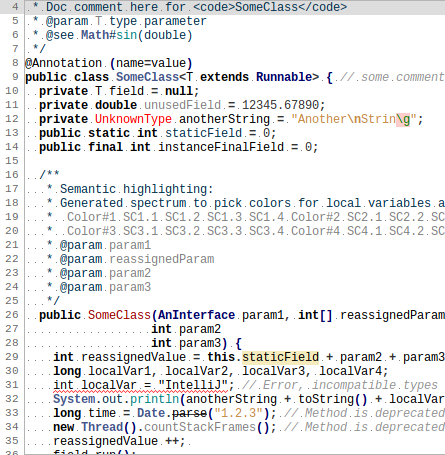 4 * Doc comment here for <code>SomeClass</code>
5 * @param T type parameter
6 * @see Math#sin(double)
7 */
8 @Annotation (name=value)
9 public class SomeClass<T extends Runnable> { // some comment
10 private T field = null;
11 private double unusedField = 12345.67890;
12 private UnknownType anotherString = "Another\nStrin\g";
13 public static int staticField = 0;
14 public final int instanceFinalField = 0;
15
16 /**
17 * Semantic highlighting:
18 * Generated spectrum to pick colors for local variables a
19 * Color#1 SC1.1 SC1.2 SC1.3 SC1.4 Color#2 SC2.1 SC2.2 SC
20 * Color#3 SC3.1 SC3.2 SC3.3 SC3.4 Color#4 SC4.1 SC4.2 SC
21 * @param param1
22 * @param reassignedParam
23 * @param param2
24 * @param param3
25 */
26 public SomeClass(AnInterface param1, int[] reassignedParam
27 int param2
28 int param3) {
29 int reassignedValue = this.staticField + param2 + param3
30 long localVar1, localVar2, localVar3, localVar4;
31 int localVar = "IntelliJ"; // Error, incompatible types
32 System.out.println(anotherString + toString() + localVar
33 long time = Date.parse("1.2.3"); // Method is deprecated
34 new Thread().countStackFrames(); // Method is deprecated
35 reassignedValue ++;
36 field.run();